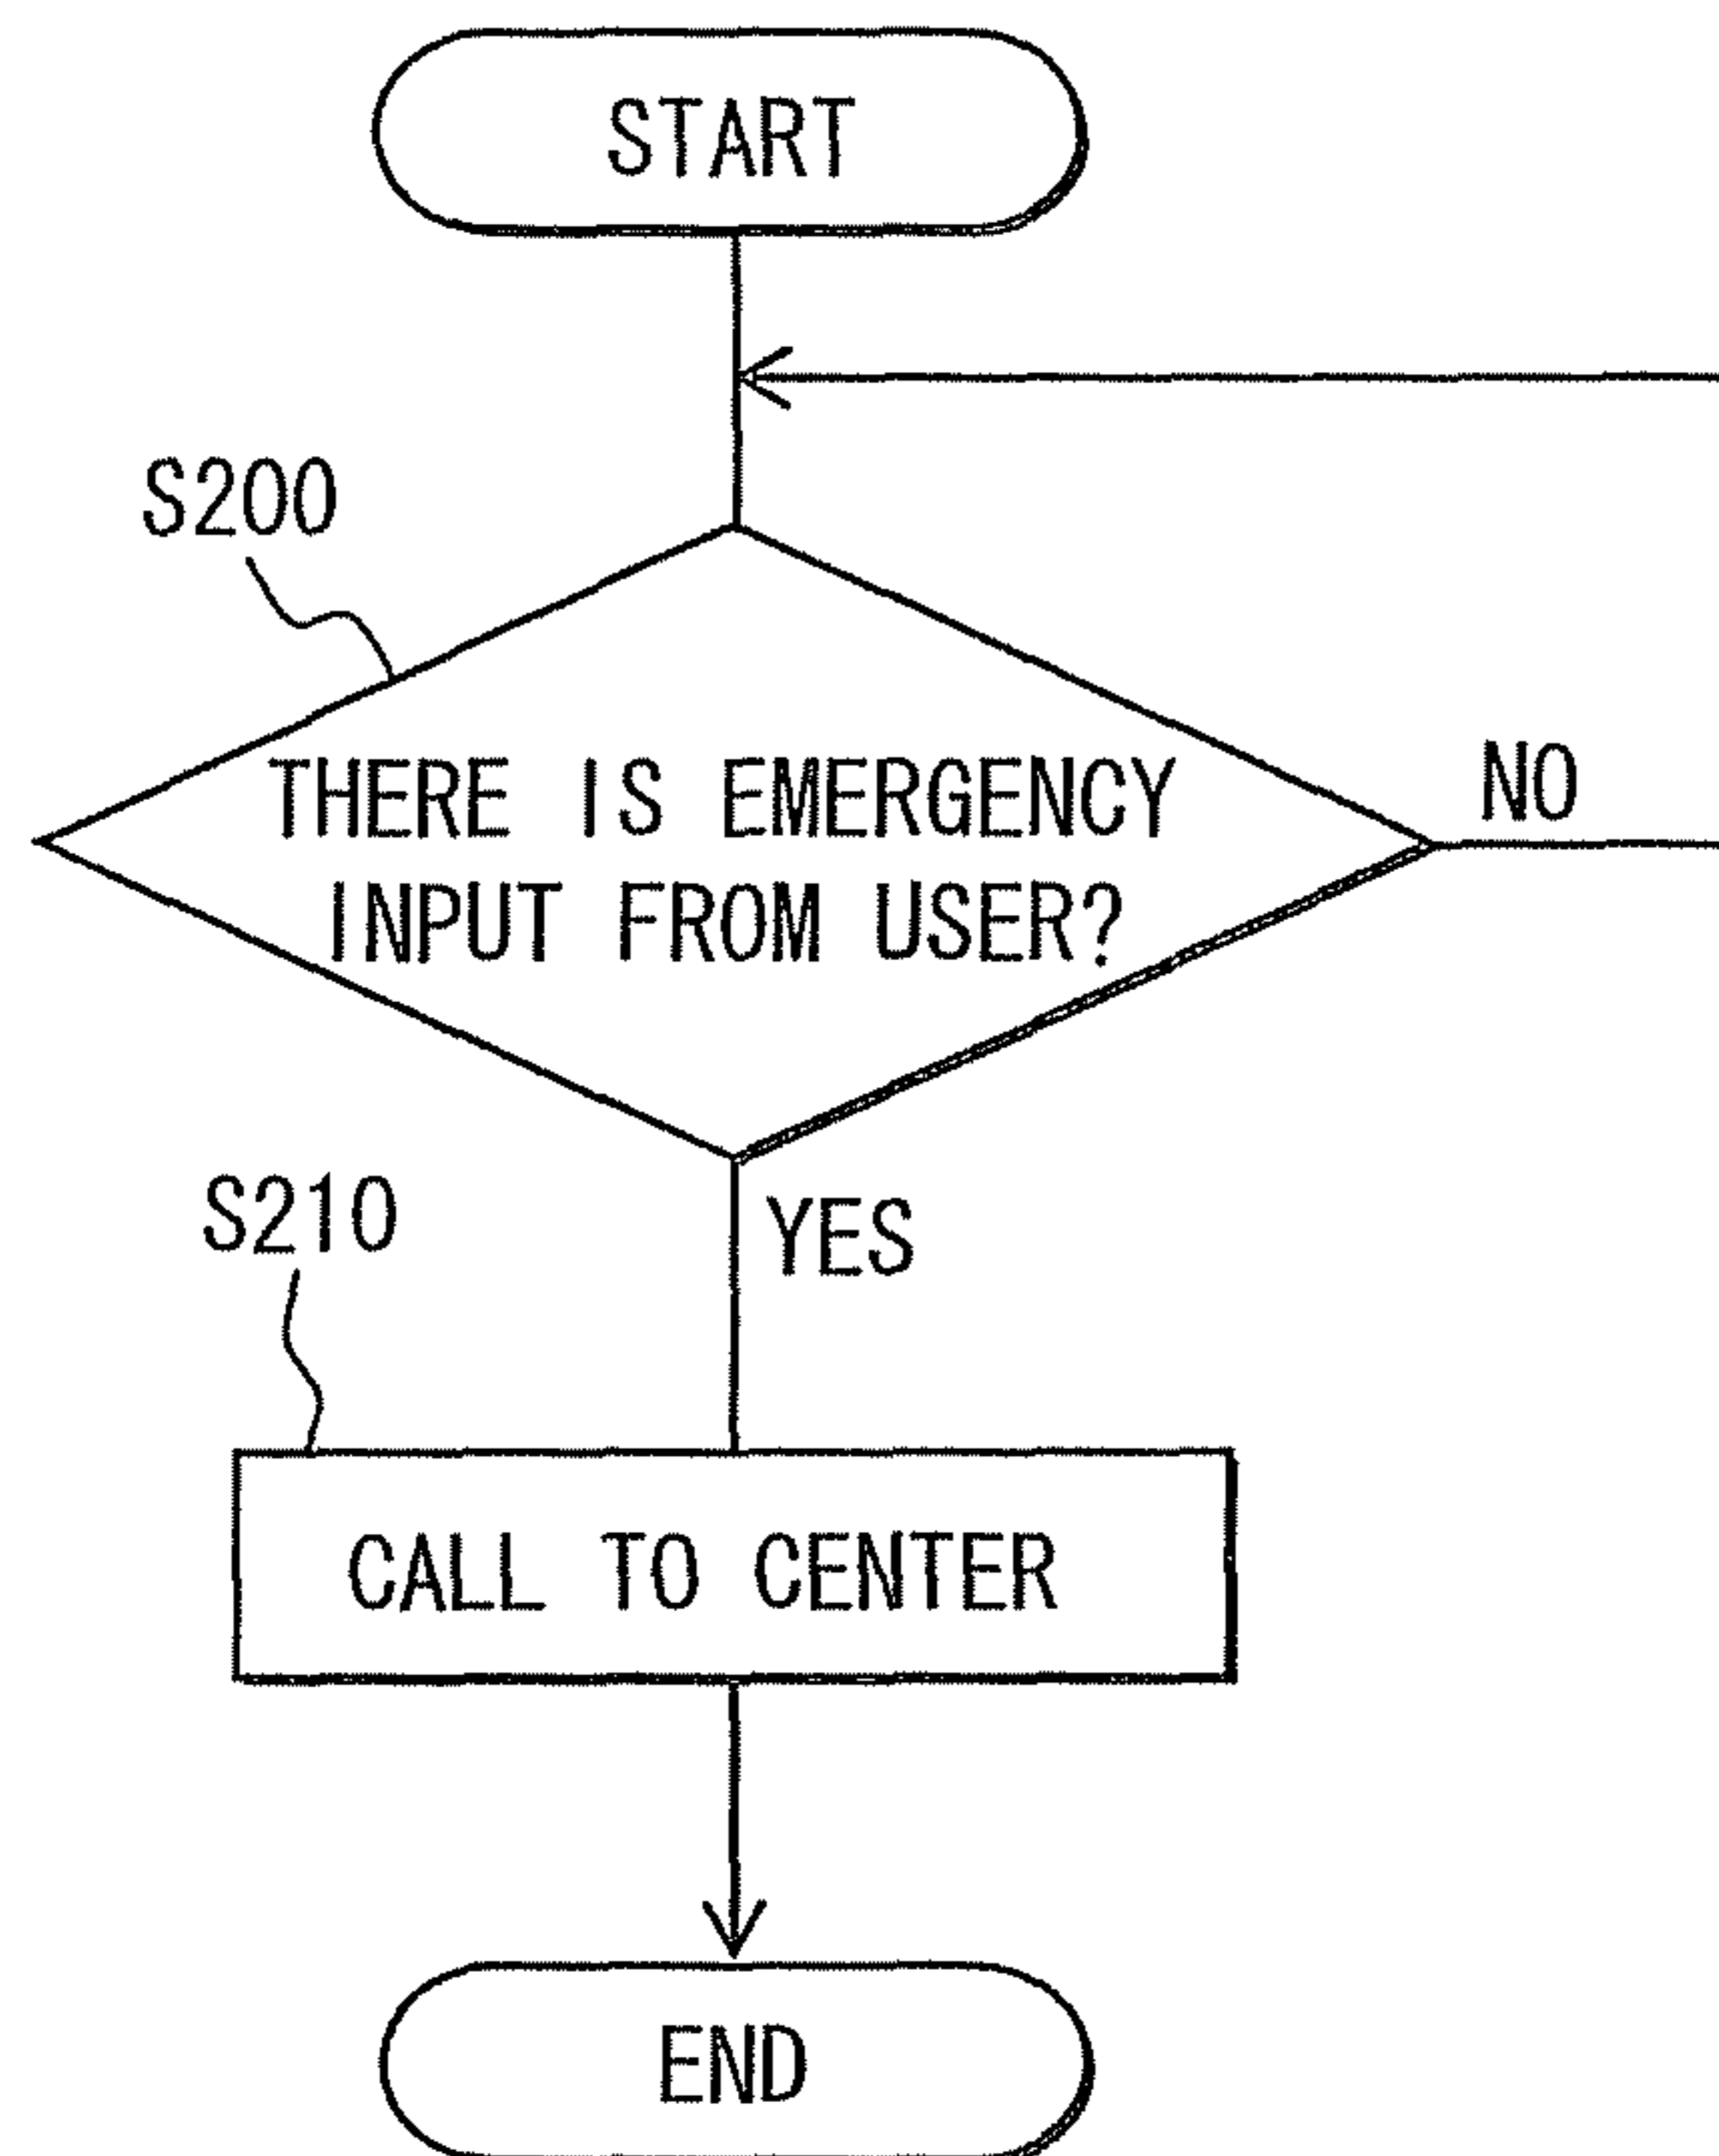 START
S200
THERE IS EMERGENCY
INPUT FROM USER?
NO
S210
YES
CALL TO CENTER
END